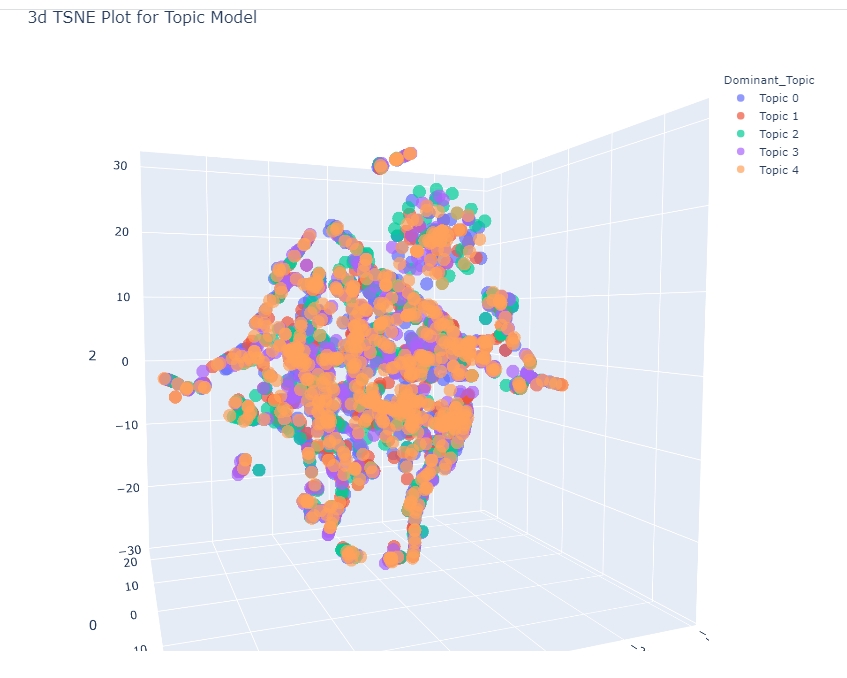 3d TSNE Plot for Topic Model
Dominant_Topic
Topic 0
Topic 1
Topic 2
Topic 3
Topic 4
30
20
10
2
0
−10
−20
−30
20
10
0
0